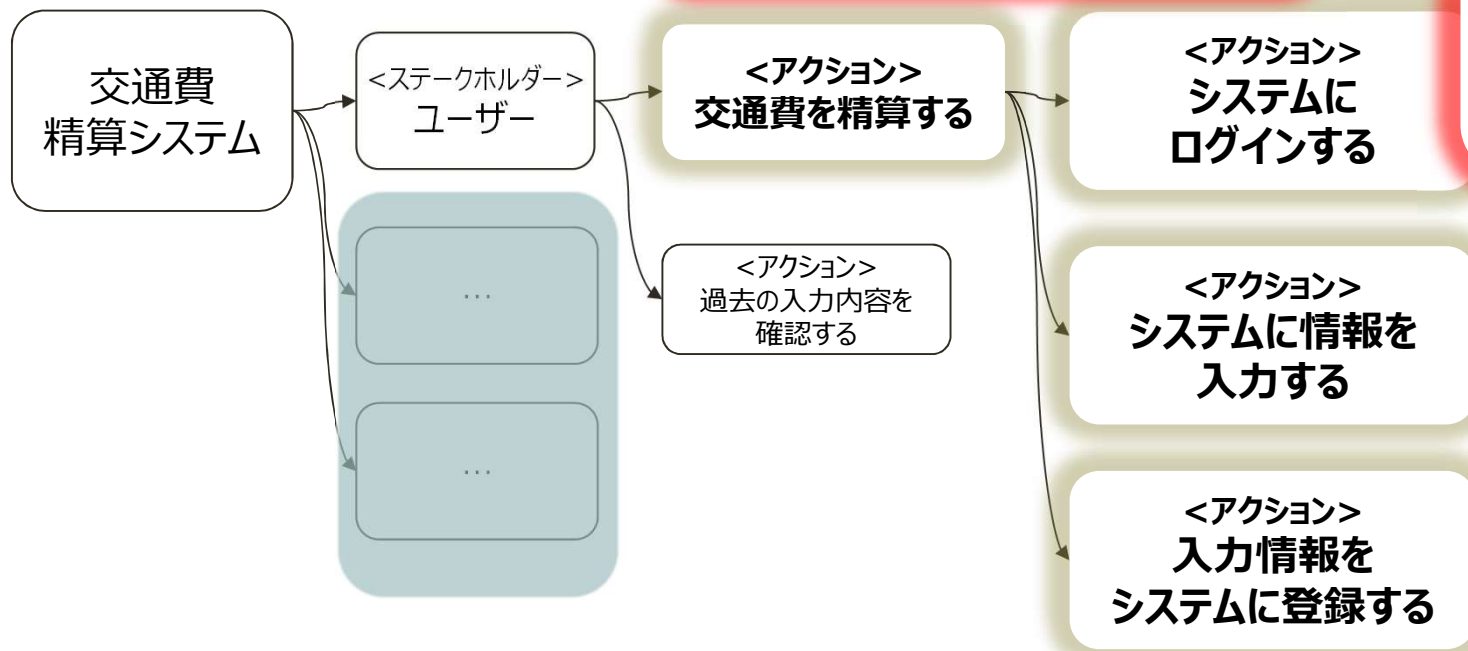 交通費
精算システム
<ステークホルダー>
ユーザー
…
…
<アクション>
交通費を精算する
<アクション>
過去の入力内容を
確認する
<アクション>
システムに
ログインする
<アクション>
システムに情報を
入力する
<アクション>
入力情報を
システムに登録する